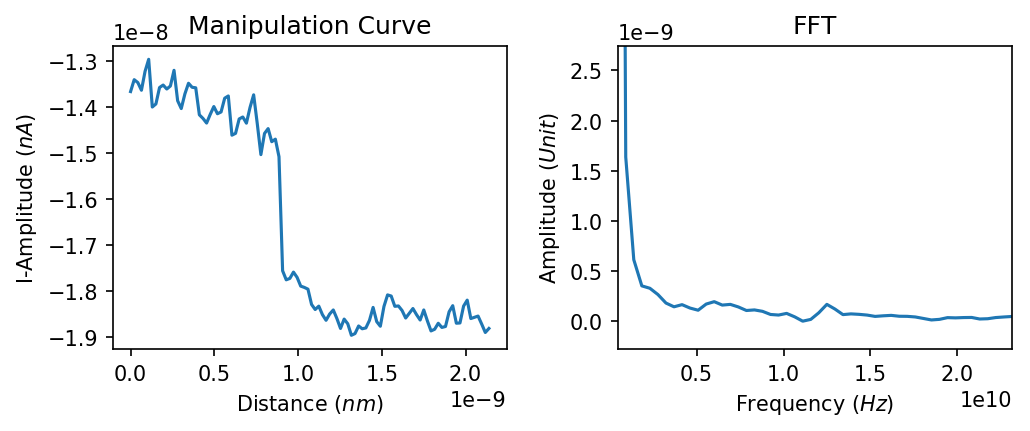 Manipulation Curve
1e−8
−1.3
−1.4
−1.5
−1.6
−1.7
−1.8
−1.9
I-Amplitude (nA)
0.0 0.5 1.0 1.5 2.0
1e−9
Distance (nm)
FFT
1e−9
2.5
2.0
1.5
1.0
0.5
0.0
Amplitude (Unit)
0.5 1.0 1.5 2.0
1e10
Frequency (Hz)